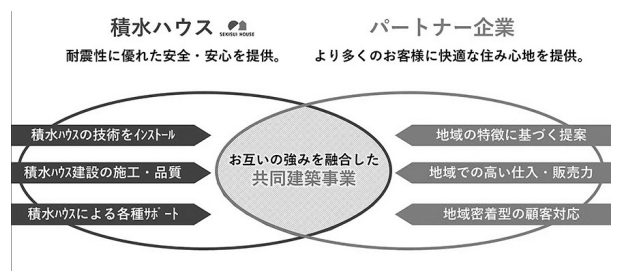 積水ハウス
SEKISUI HOUSE
耐震性に優れた安全・安心を提供。
パートナー企業
より多くのお客様に快適な住み心地を提供。
積水ﾊｳｽの技術をｲﾝｽﾄｰﾙ
積水ﾊｳｽ建設の施工・品質
積水ﾊｳｽによる各種ｻﾎﾟｰﾄ
お互いの強みを融合した
共同建築事業
地域の特徴に基づく提案
地域での高い仕入・販売力
地域密着型の顧客対応